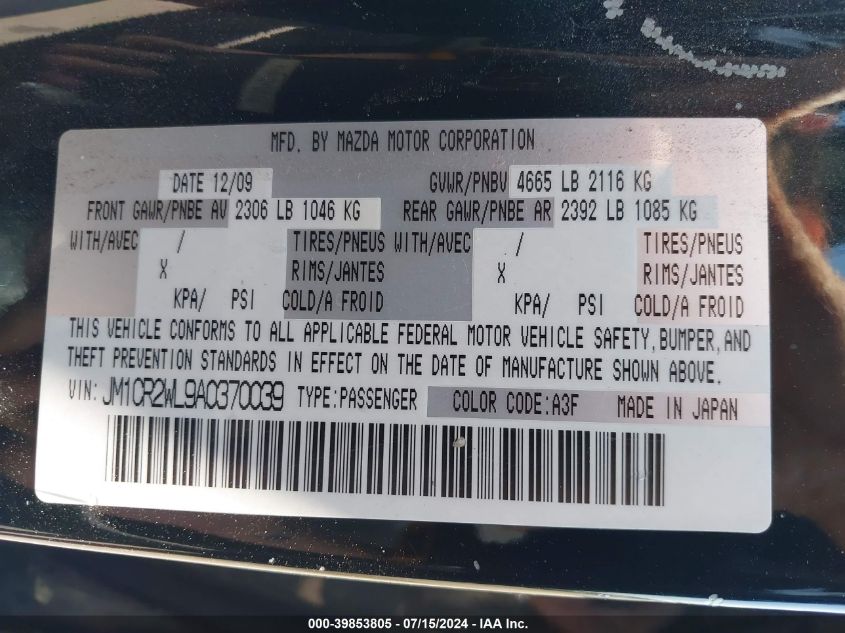 MFD. BY MAZDA MOTOR CORPORATION
DATE 12/09 GVWR/PNBV 4665 LB 2116 KG
FRONT GAWR/PNBE AV 2306 LB 1046 KG REAR GAWR/PNBE AR 2392 LB 1085 KG
WITH/AVEC / TIRES/PNEUS WITH/AVEC / TIRES/PNEUS
X RIMS/JANTES X RIMS/JANTES
KPA/ PSI COLD/A FROID KPA/ PSI COLD/A FROID
THIS VEHICLE CONFORMS TO ALL APPLICABLE FEDERAL MOTOR VEHICLE SAFETY, BUMPER, AND
THEFT PREVENTION STANDARDS IN EFFECT ON THE DATE OF MANUFACTURE SHOWN ABOVE.
VIN: JM1CR2WL9A0370039 TYPE:PASSENGER COLOR CODE:A3F MADE IN JAPAN
000-39853805 - 07/15/2024 - IAA Inc.